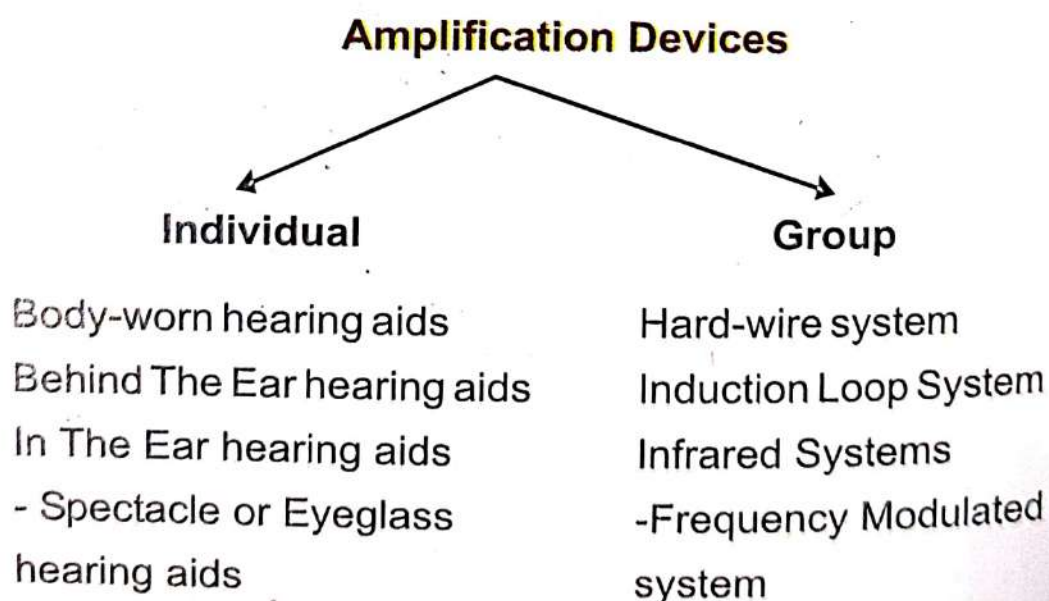 Amplification Devices
Individual
Body-worn hearing aids
Behind The Ear hearing aids
In The Ear hearing aids
- Spectacle or Eyeglass
hearing aids
Group
Hard-wire system
Induction Loop System
Infrared Systems
-Frequency Modulated
system